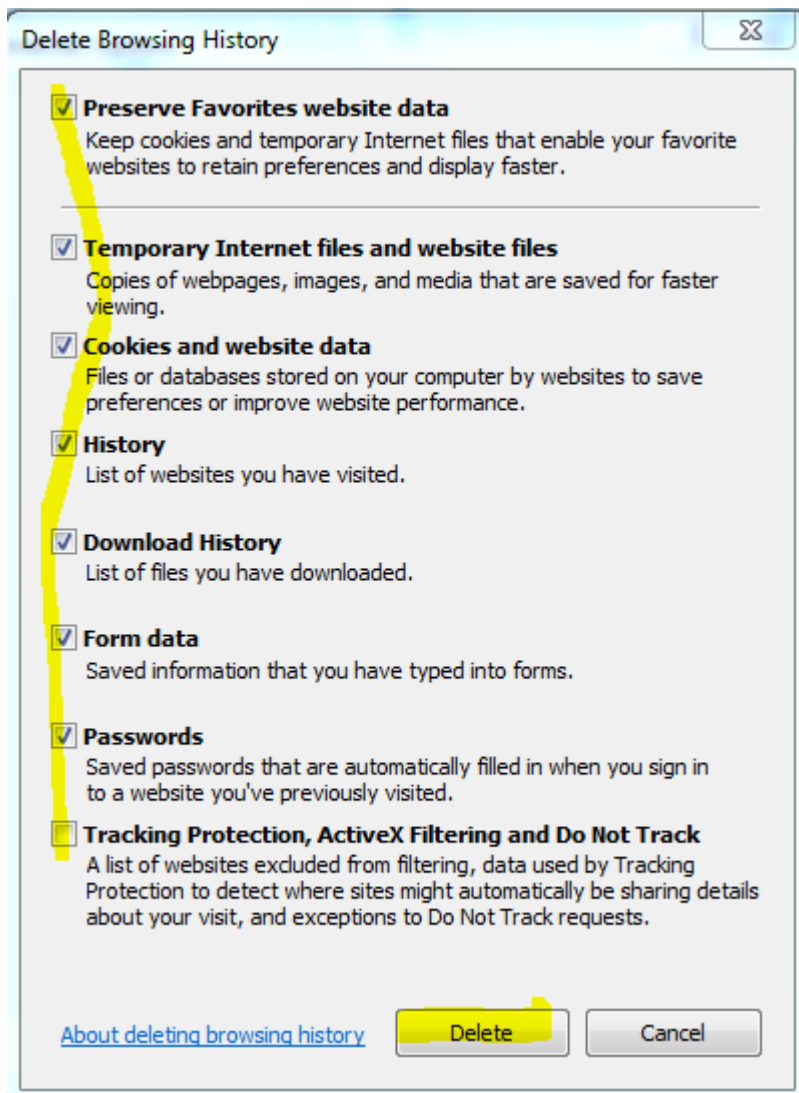 Delete Browsing History
Preserve Favorites website data
Keep cookies and temporary Internet files that enable your favorite
websites to retain preferences and display faster.
Temporary Internet files and website files
Copies of webpages, images, and media that are saved for faster
viewing.
Cookies and website data
Files or databases stored on your computer by websites to save
preferences or improve website performance.
History
List of websites you have visited.
Download History
List of files you have downloaded.
Form data
Saved information that you have typed into forms.
Passwords
Saved passwords that are automatically filled in when you sign in
to a website you've previously visited.
Tracking Protection, ActiveX Filtering and Do Not Track
A list of websites excluded from filtering, data used by Tracking
Protection to detect where sites might automatically be sharing details
about your visit, and exceptions to Do Not Track requests.
About deleting browsing history
Delete
Cancel